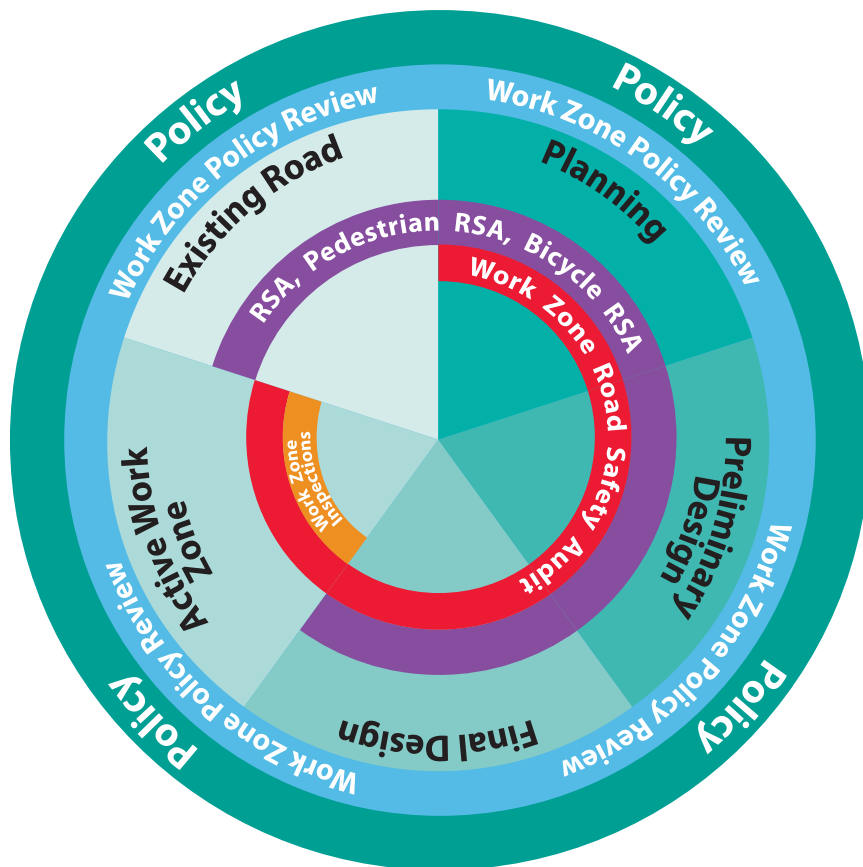 Policy
Policy
Work Zone Policy Review
Work Zone Policy Review
Existing Road
Planning
RSA, Pedestrian RSA, Bicycle RSA
Work Zone Road Safety Audit
Work Zone
Inspections
Active Work
Zone
Preliminary
Design
Final Design
Work Zone Policy Review
Work Zone Policy Review
Policy
Policy